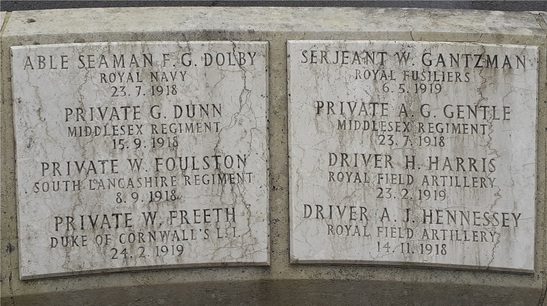 ABLE SEAMAN F. G. DOLBY
ROYAL NAVY
23. 7. 1918
PRIVATE G. DUNN
MIDDLESEX REGIMENT
15. 9. 1918
PRIVATE W. FOULSTON
SOUTH LANCASHIRE REGIMENT
8. 9. 1918
PRIVATE W. FREETH
DUKE OF CORNWALL'S L.I.
24. 2. 1919
SERJEANT W. GANTZMAN
ROYAL FUSILIERS
6. 5. 1919
PRIVATE A. G. GENTLE
MIDDLESEX REGIMENT
23. 7. 1918
DRIVER H. HARRIS
ROYAL FIELD ARTILLERY
23. 2. 1919
DRIVER A. J. HENNESSEY
ROYAL FIELD ARTILLERY
14. 11. 1918